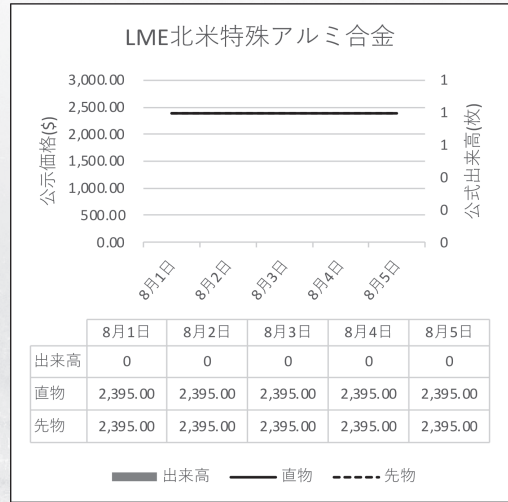 LME北米特殊アルミ合金
公示価格($)
3,000.00
2,500.00
2,000.00
1,500.00
1,000.00
500.00
0.00
1
1
1
0
0
0
公式出来高(枚)
8月1日
8月2日
8月3日
8月4日
8月5日
8月1日 8月2日 8月3日 8月4日 8月5日
出来高 0 0 0 0 0
直物 2,395.00 2,395.00 2,395.00 2,395.00 2,395.00
先物 2,395.00 2,395.00 2,395.00 2,395.00 2,395.00
出来高 直物 先物